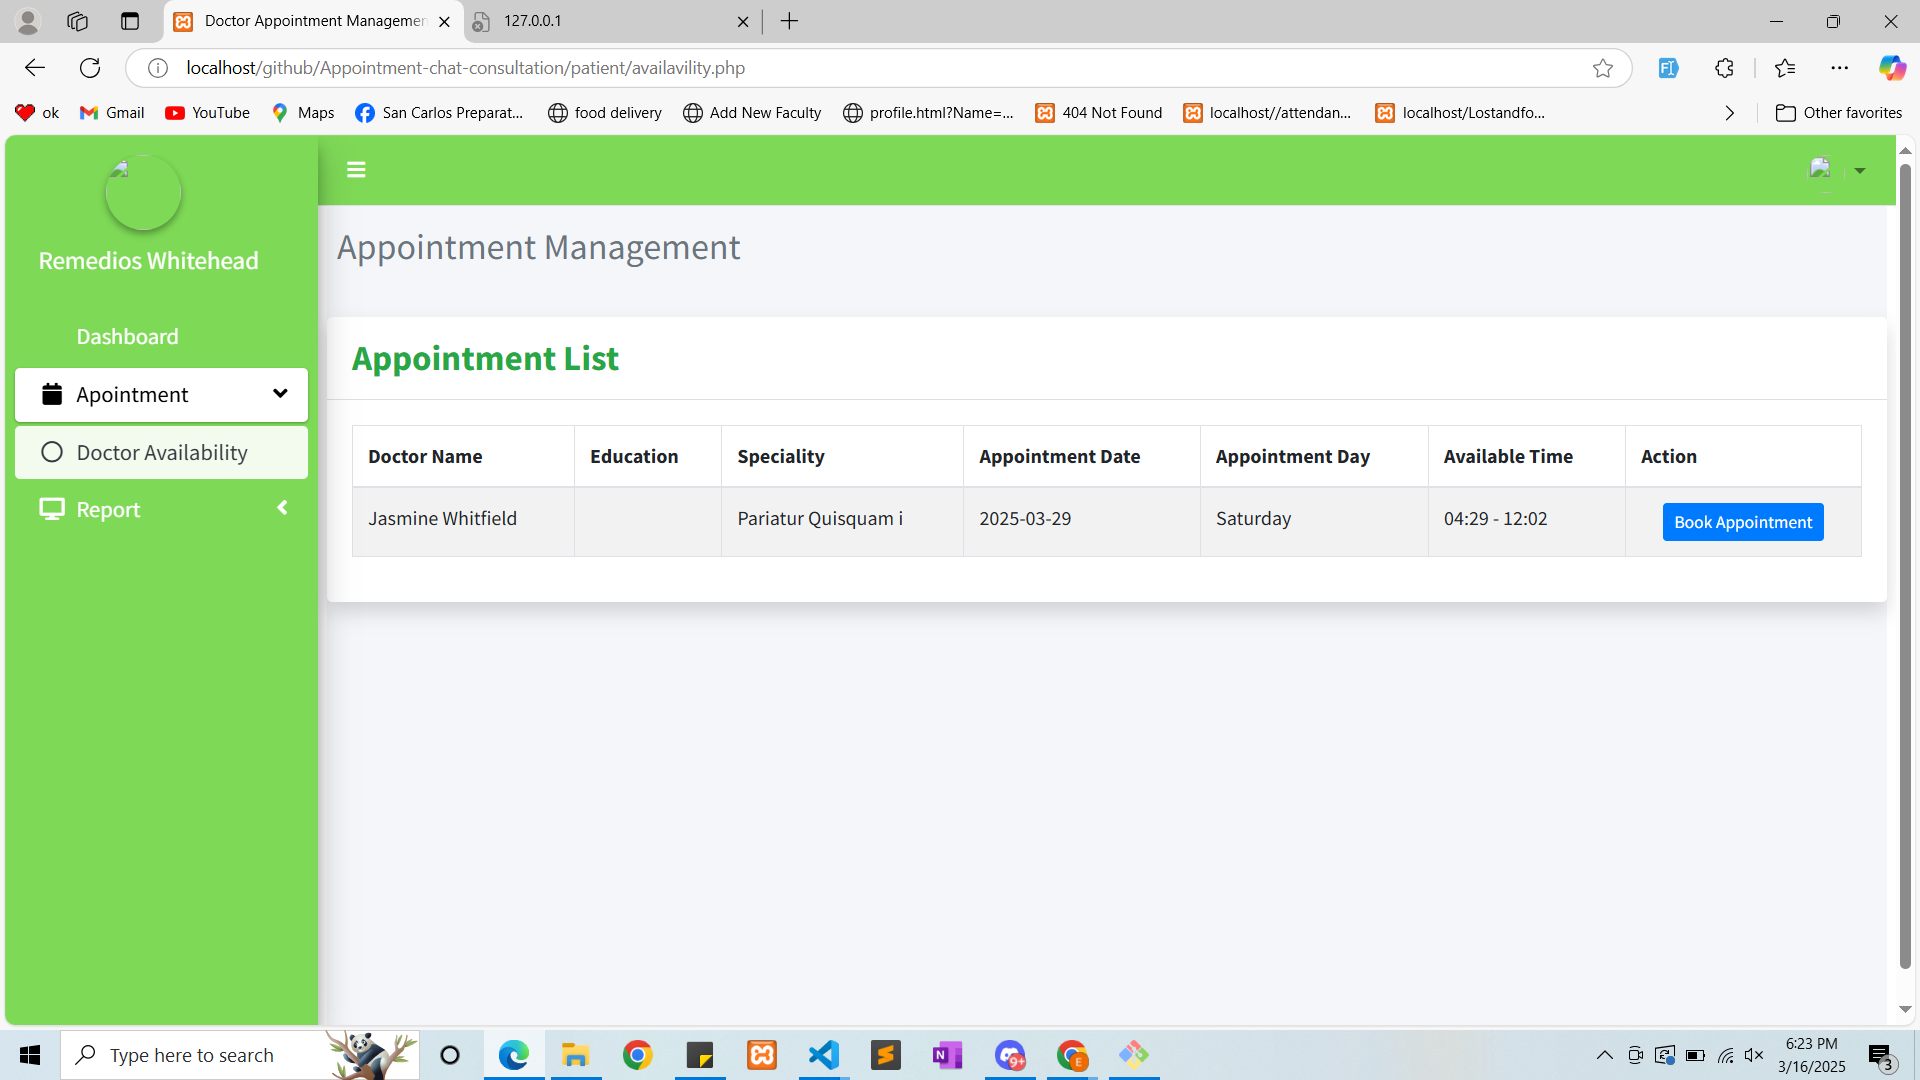 Doctor Appointment Managemen
127.0.0.1
localhost/github/Appointment-chat-consultation/patient/availavility.php
ok
Gmail
YouTube
Maps
San Carlos Preparat...
food delivery
Add New Faculty
profile.html?Name=...
404 Not Found
localhost//attendan...
localhost/Lostandfo...
Other favorites
Remedios Whitehead
Dashboard
Apointment
Doctor Availability
Report
Appointment Management
Appointment List
Doctor Name Education Speciality Appointment Date Appointment Day Available Time Action
Jasmine Whitfield Pariatur Quisquam i 2025-03-29 Saturday 04:29 - 12:02 Book Appointment
Type here to search
N
9+
E
6:23 PM
3/16/2025
3